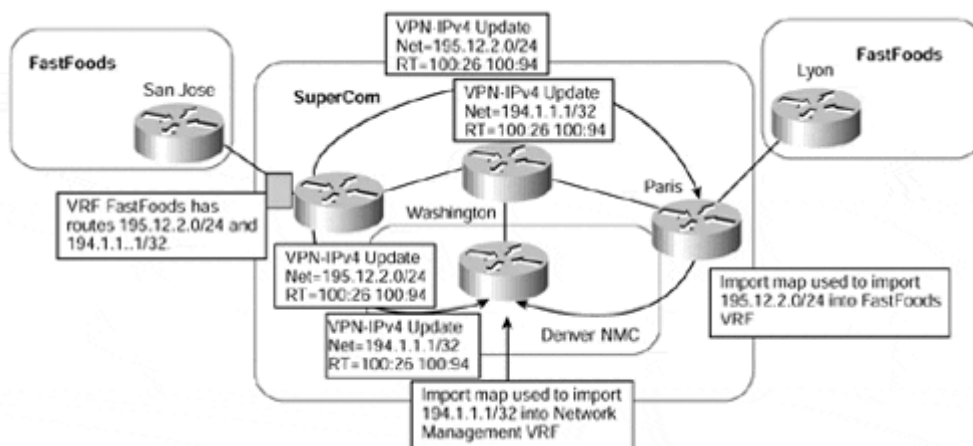 VPN-IPv4 Update
Net=195.12.2.0/24
RT=100:26 100:94
FastFoods
FastFoods
San Jose
SuperCom
VPN-IPv4 Update
Net=194.1.1.1/32
RT=100:26 100:94
Lyon
VRF FastFoods has
routes 195.12.2.0/24 and
194.1.1..1/32.
Washington
Paris
VPN-IPv4 Update
Net=195.12.2.0/24
RT=100:26 100:94
Import map used to import
195.12.2.0/24 into FastFoods
VRF
VPN-IPv4 Update
Net=194.1.1.1/32
RT=100:26 100:94
Denver NMC
Import map used to import
194.1.1.1/32 into Network
Management VRF